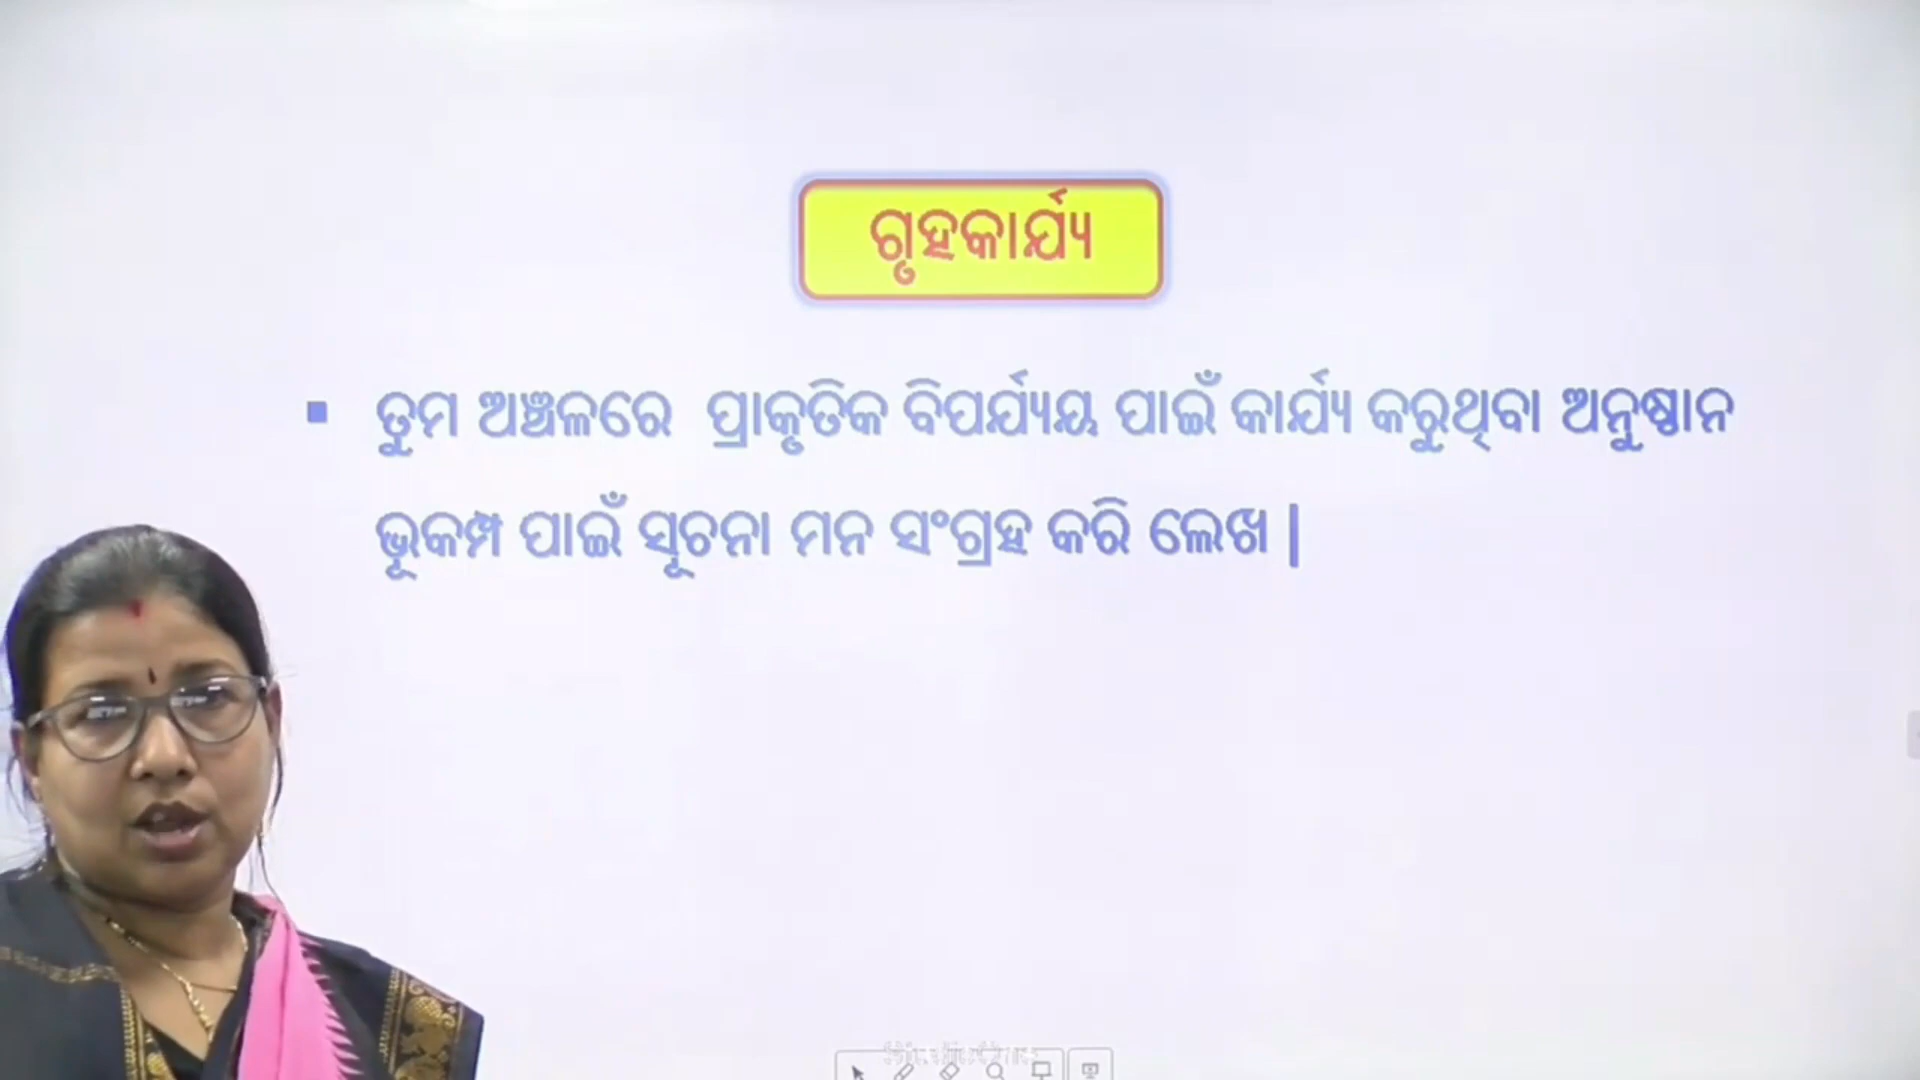 ଗୃହକାର୍ଯ୍ୟ
▪ ତୁମ ଅଞ୍ଚଳରେ ପ୍ରାକୃତିକ ବିପର୍ଯ୍ୟୟ ପାଇଁ କାର୍ଯ୍ୟ କରୁଥିବା ଅନୁଷ୍ଠାନ
ଭୂକମ୍ପ ପାଇଁ ସୂଚନା ମନ ସଂଗ୍ରହ କରି ଲେଖ |